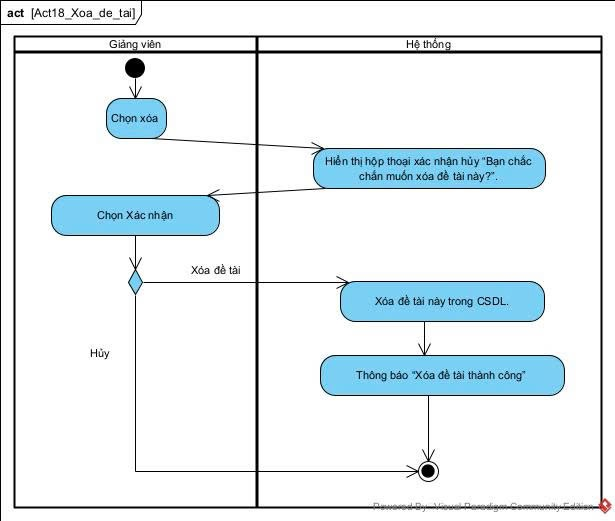 act [Act18_Xoa_de_tai]
Giảng viên
Hệ thống
Chọn xóa
Hiển thị hộp thoại xác nhận hủy “Bạn chắc
chắn muốn xóa đề tài này?”.
Chọn Xác nhận
Xóa đề tài
Xóa đề tài này trong CSDL.
Hủy
Thông báo “Xóa đề tài thành công”
Powered By: Visual Paradigm Community Edition